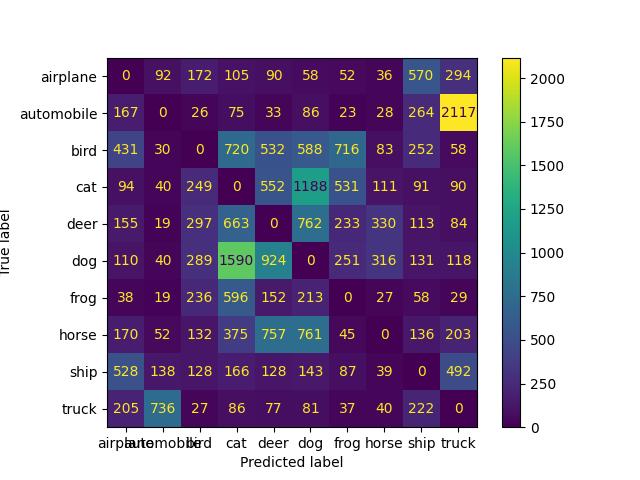 airplane 0 92 172 105 90 58 52 36 570 294
automobile 167 0 26 75 33 86 23 28 264 2117
bird 431 30 0 720 532 588 716 83 252 58
cat 94 40 249 0 552 1188 531 111 91 90
deer 155 19 297 663 0 762 233 330 113 84
dog 110 40 289 1590 924 0 251 316 131 118
frog 38 19 236 596 152 213 0 27 58 29
horse 170 52 132 375 757 761 45 0 136 203
ship 528 138 128 166 128 143 87 39 0 492
truck 205 736 27 86 77 81 37 40 222 0
airplane automobile bird cat deer dog frog horse ship truck
Predicted label
True label
2000
1750
1500
1250
1000
750
500
250
0